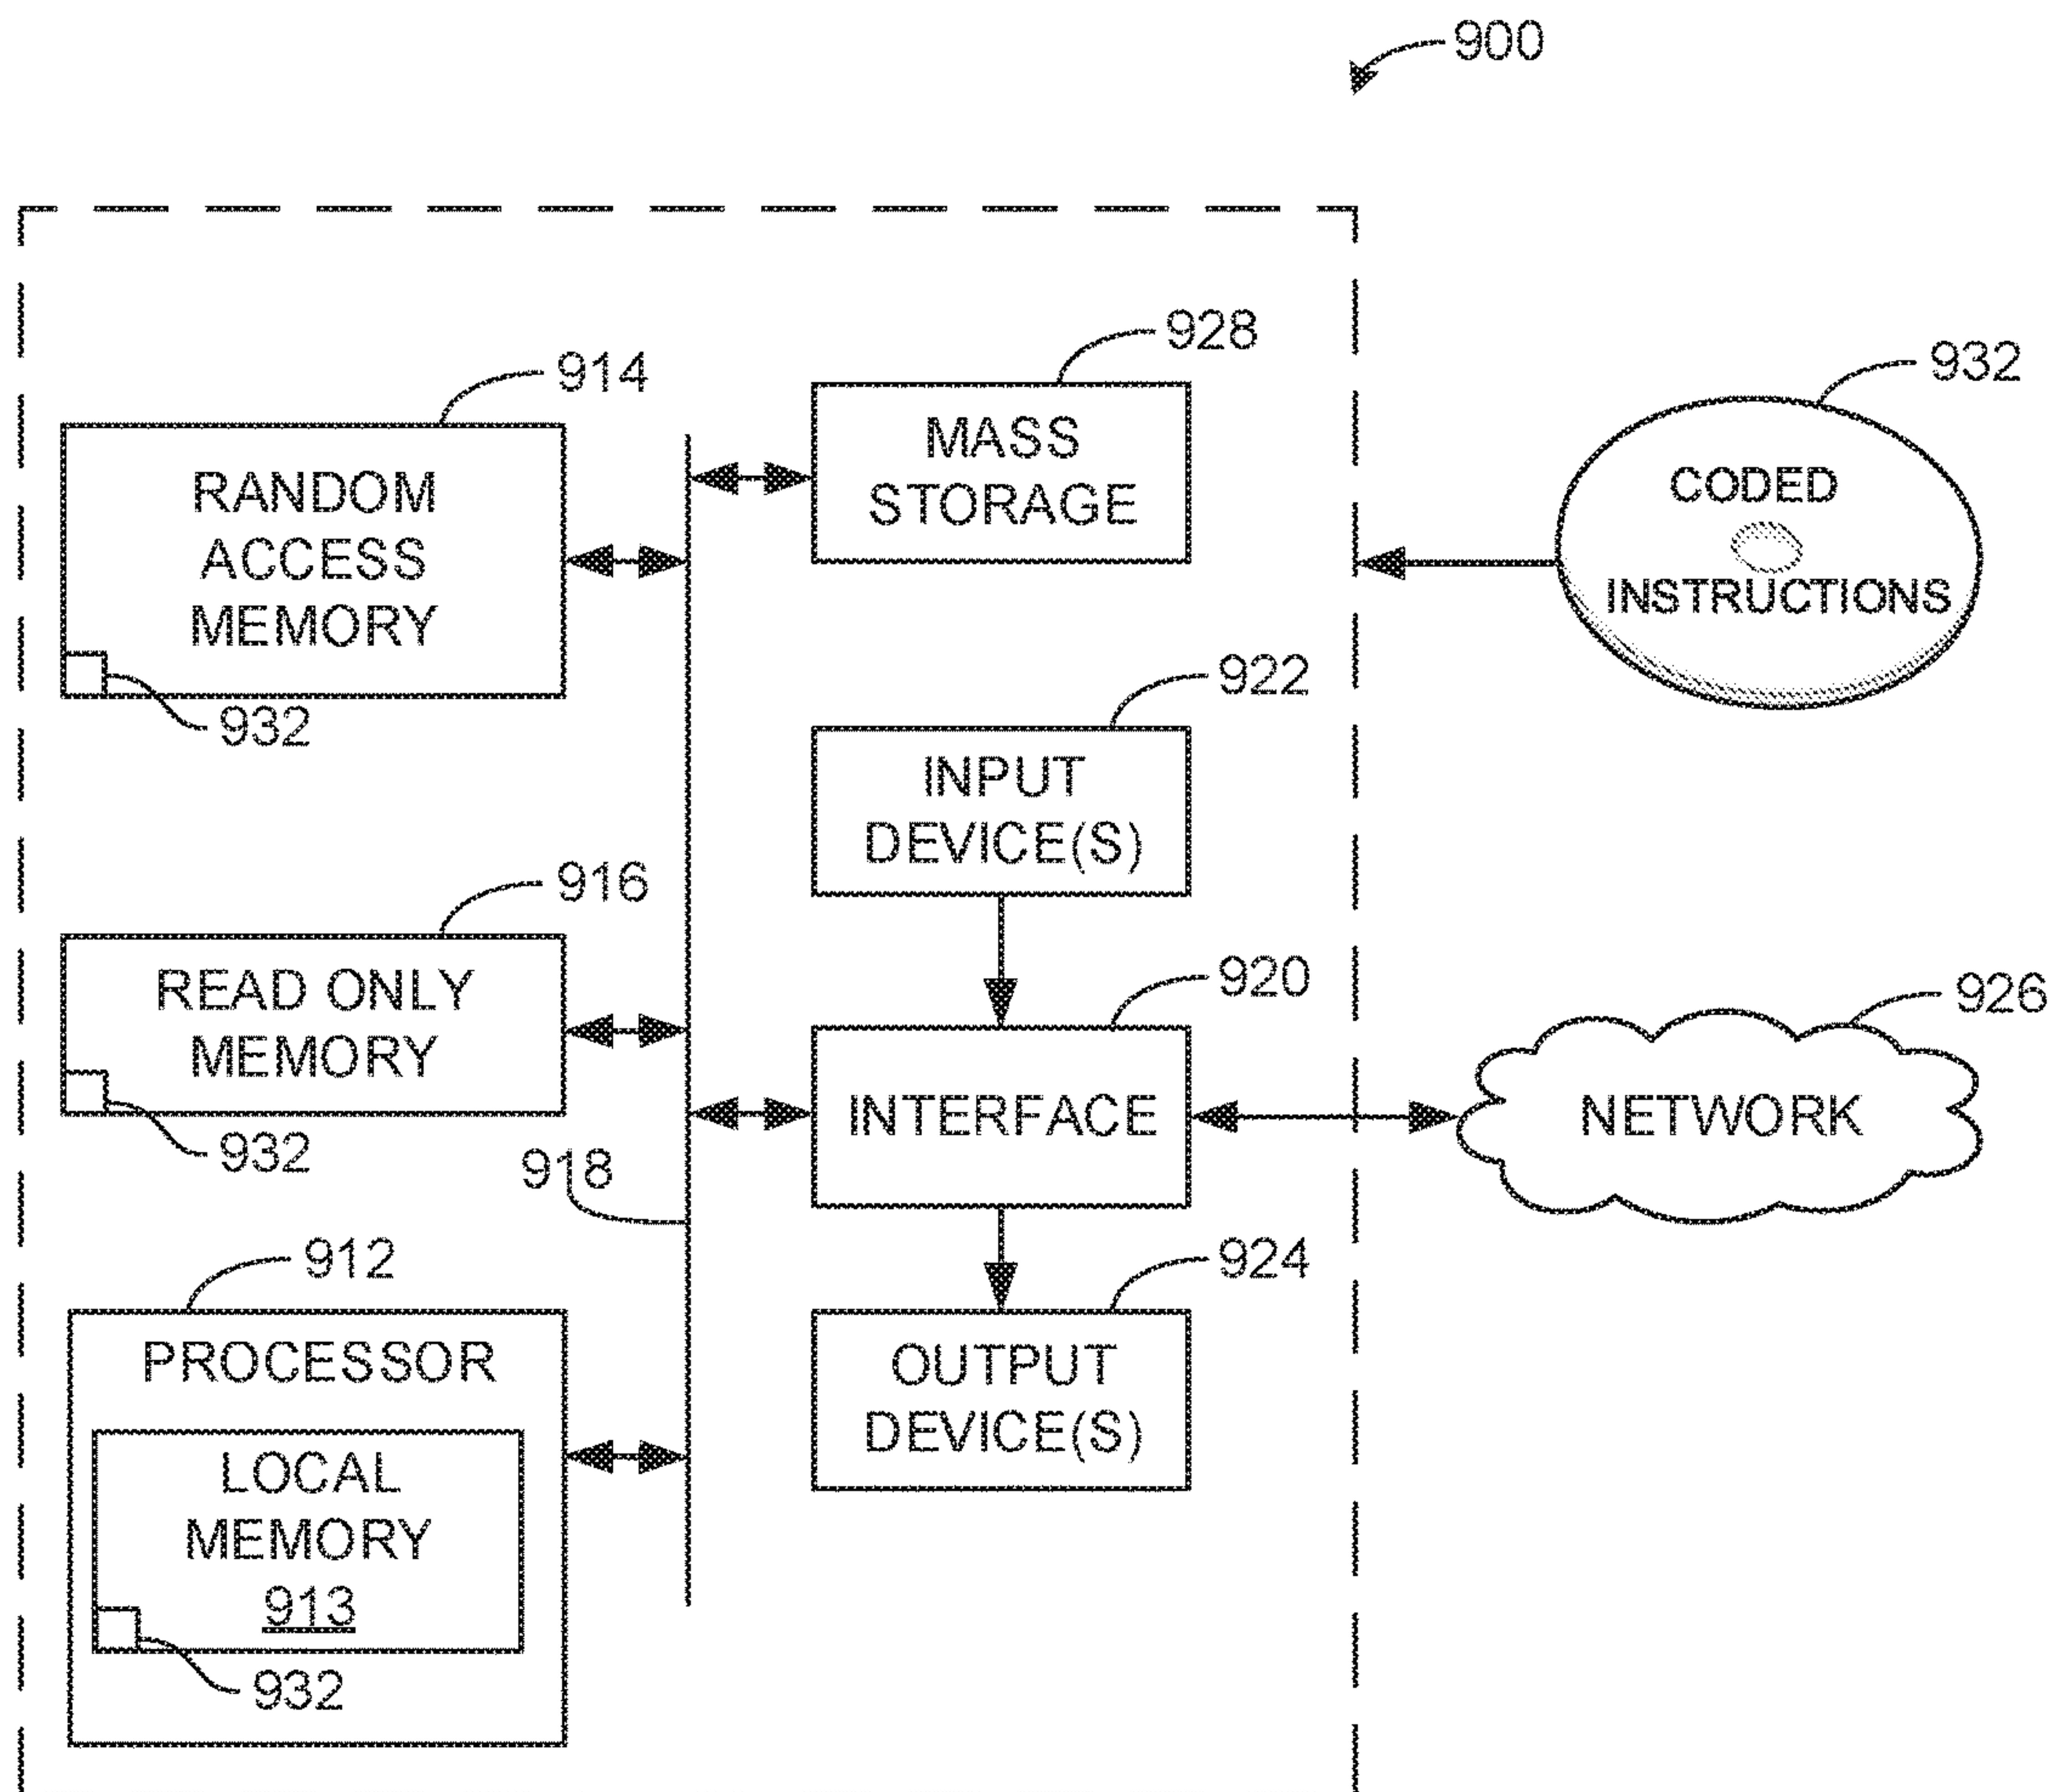 900
928
914
932
MASS
STORAGE
RANDOM
ACCESS
MEMORY
CODED
INSTRUCTIONS
932
922
INPUT
DEVICE(S)
916
READ ONLY
MEMORY
932
920
926
INTERFACE
NETWORK
918
912
924
PROCESSOR
OUTPUT
DEVICE(S)
LOCAL
MEMORY
913
932